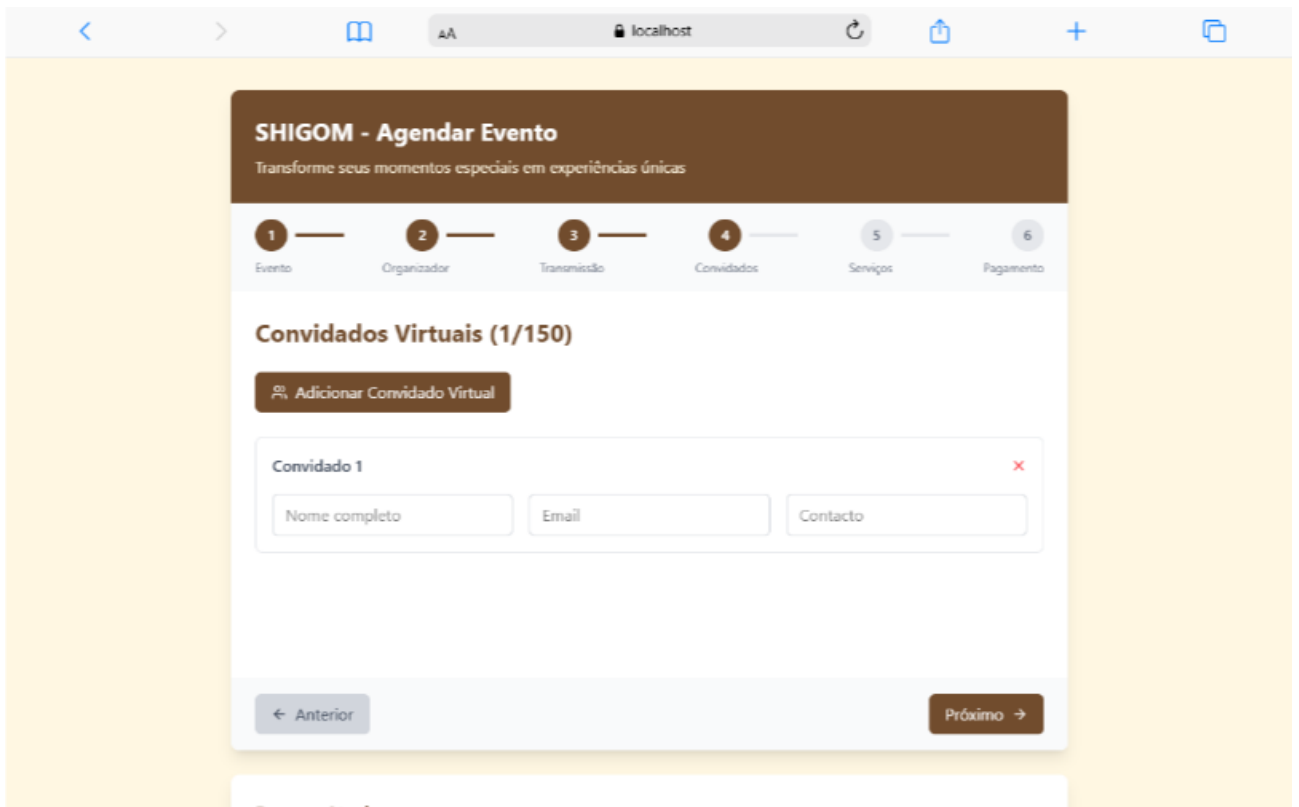 AA localhost
SHIGOM - Agendar Evento
Transforme seus momentos especiais em experiências únicas
1 2 3 4 5 6
Evento Organizador Transmissão Convidados Serviços Pagamento
Convidados Virtuais (1/150)
Adicionar Convidado Virtual
Convidado 1
Nome completo Email Contacto
← Anterior Próximo →